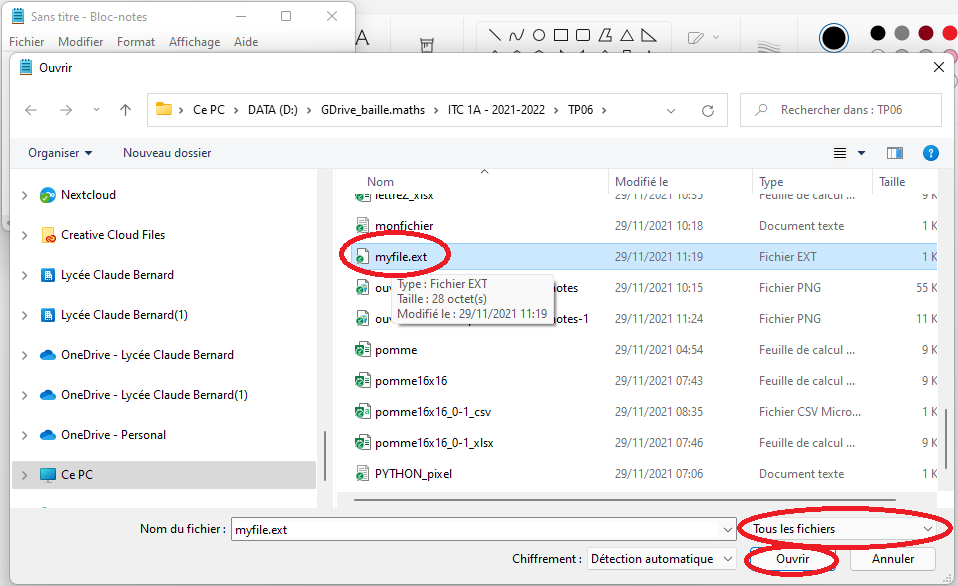 Sans titre - Bloc-notes
Fichier Modifier Format Affichage Aide
A
Ouvrir
Ce PC > DATA (D:) > GDrive_baille.maths > ITC 1A - 2021-2022 > TP06 >
Rechercher dans : TP06
Organiser Nouveau dossier
?
Nom Modifié le Type Taille
Nextcloud
Creative Cloud Files
Lycée Claude Bernard
Lycée Claude Bernard(1)
OneDrive - Lycée Claude Bernard
OneDrive - Lycée Claude Bernard(1)
OneDrive - Personal
Ce PC
lettreZ_xlsx 29/11/2021 10:35 Feuille de calcul ... 9 K
monfichier 29/11/2021 10:18 Document texte 1 K
myfile.ext 29/11/2021 11:19 Fichier EXT 1 K
ou notes 29/11/2021 10:15 Fichier PNG 55 K
ou notes-1 29/11/2021 11:24 Fichier PNG 11 K
Type : Fichier EXT
Taille : 28 octet(s)
Modifié le : 29/11/2021 11:19
pomme 29/11/2021 04:54 Feuille de calcul ... 9 K
pomme16x16 29/11/2021 07:43 Feuille de calcul ... 9 K
pomme16x16_0-1_csv 29/11/2021 08:35 Fichier CSV Micro... 1 K
pomme16x16_0-1_xlsx 29/11/2021 07:46 Feuille de calcul ... 9 K
PYTHON_pixel 29/11/2021 07:06 Document texte 1 K
Nom du fichier : myfile.ext Tous les fichiers
Chiffrement : Détection automatique Ouvrir Annuler